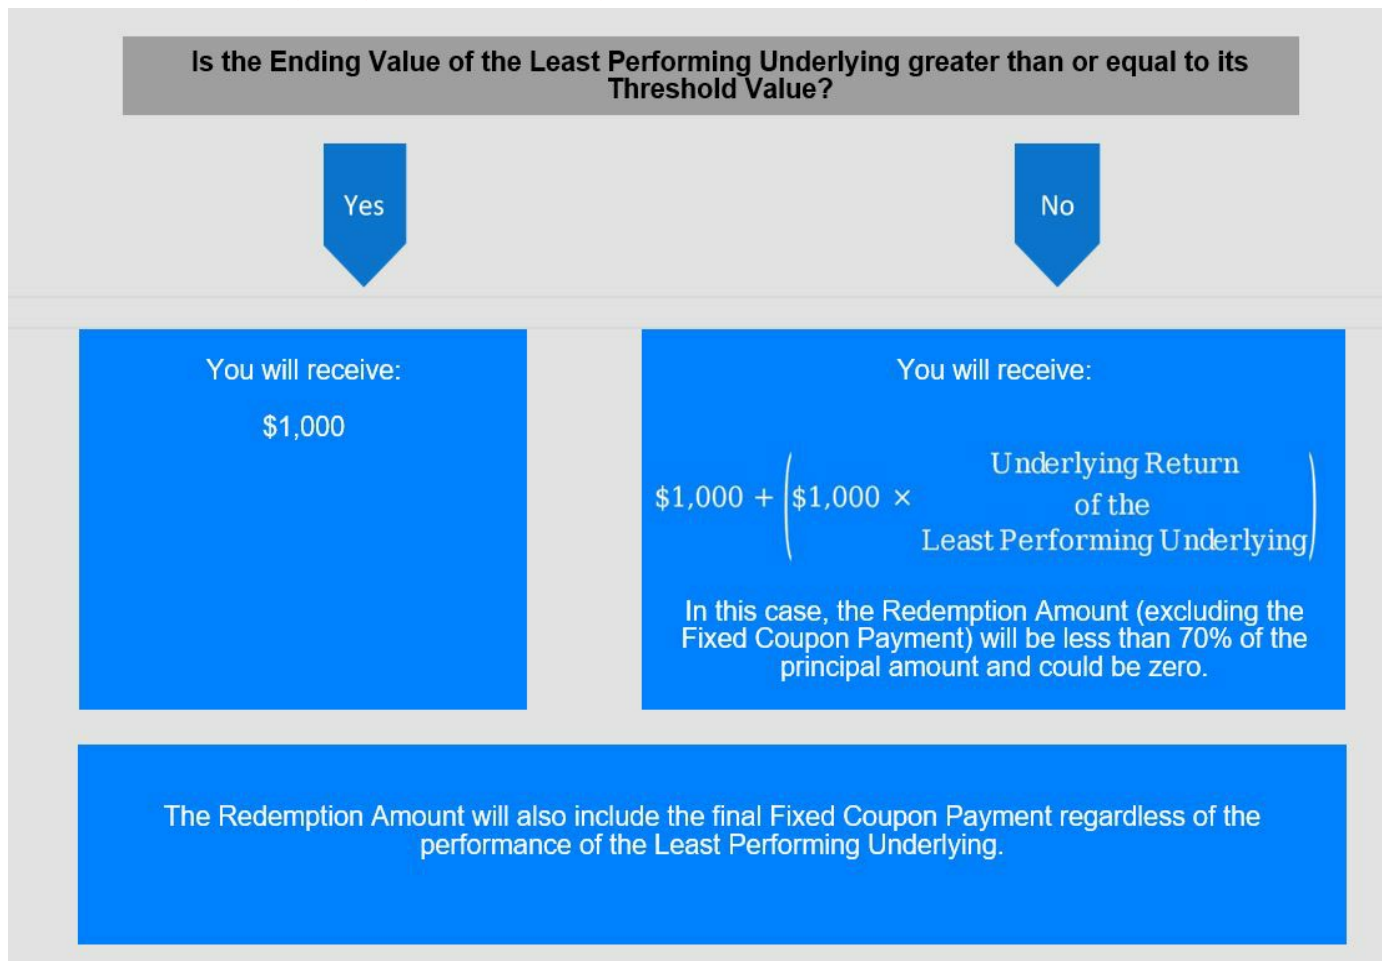 Is the Ending Value of the Least Performing Underlying greater than or equal to its
Threshold Value?
Yes
No
You will receive:
$1,000
You will receive:
$1,000 + ($1,000 × Underlying Return
of the
Least Performing Underlying)
In this case, the Redemption Amount (excluding the
Fixed Coupon Payment) will be less than 70% of the
principal amount and could be zero.
The Redemption Amount will also include the final Fixed Coupon Payment regardless of the
performance of the Least Performing Underlying.